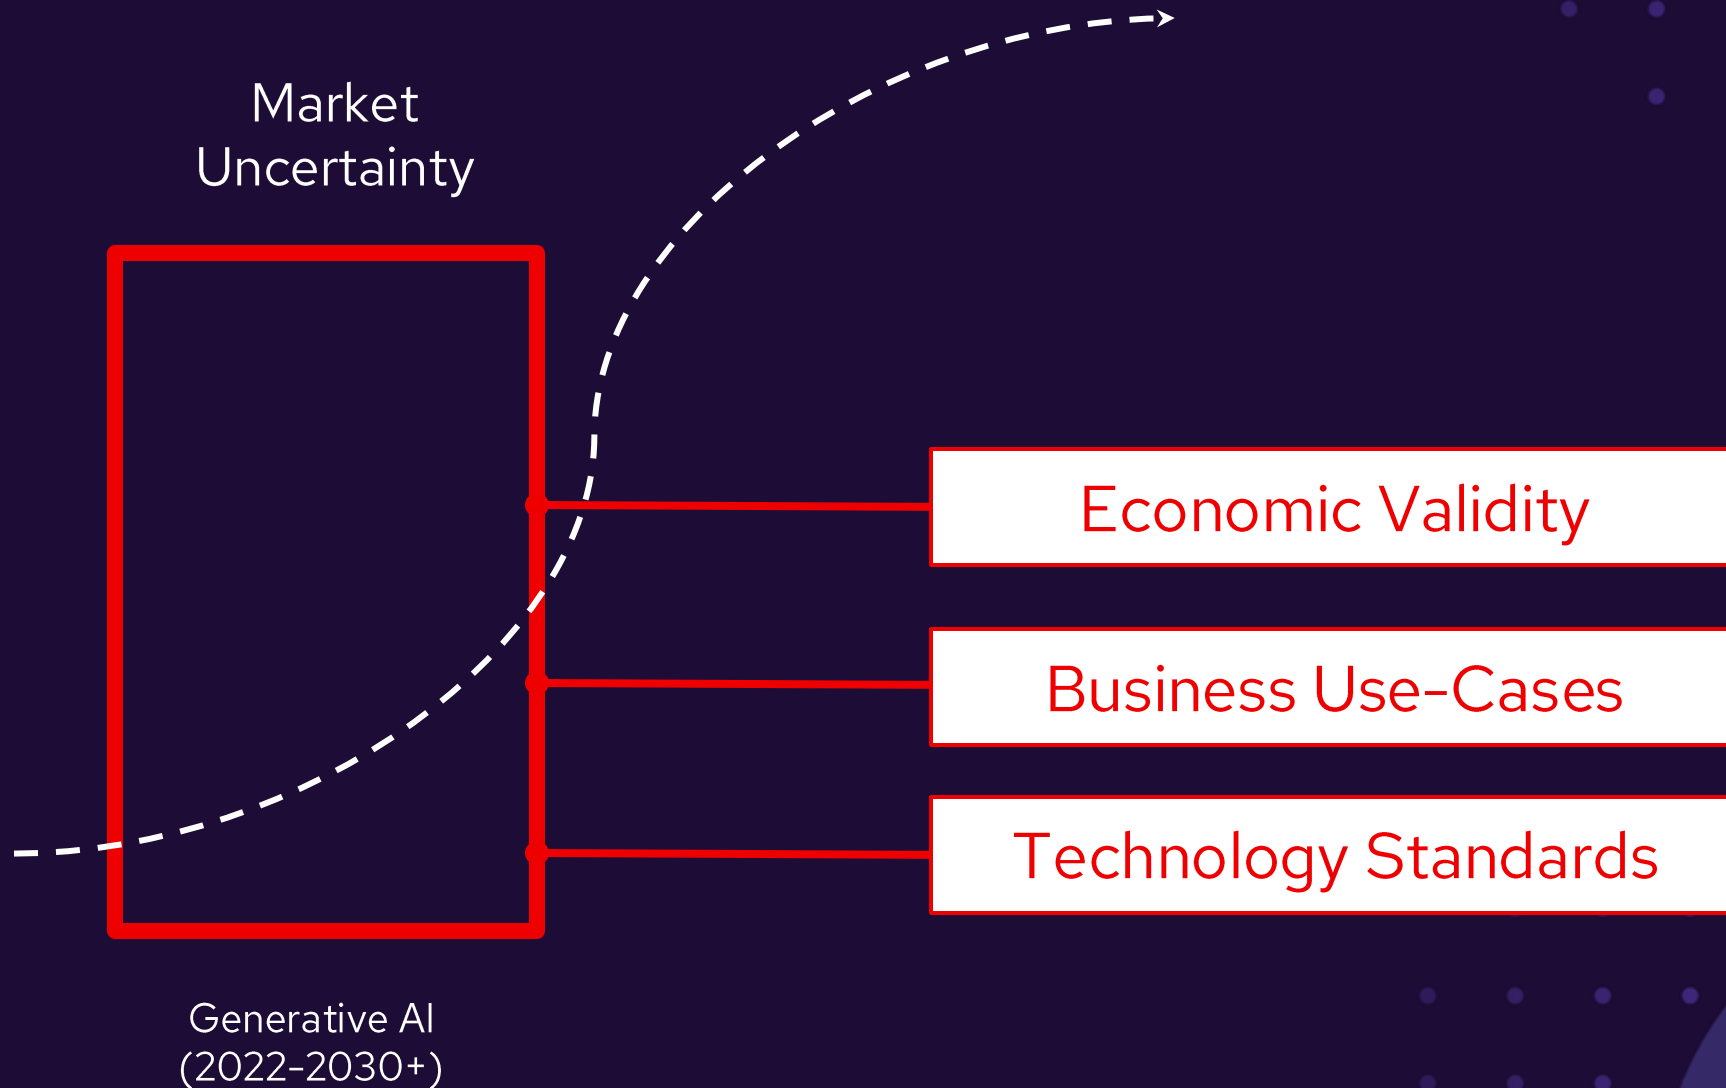 Market
Uncertainty
Economic Validity
Business Use-Cases
Technology Standards
Generative AI
(2022-2030+)